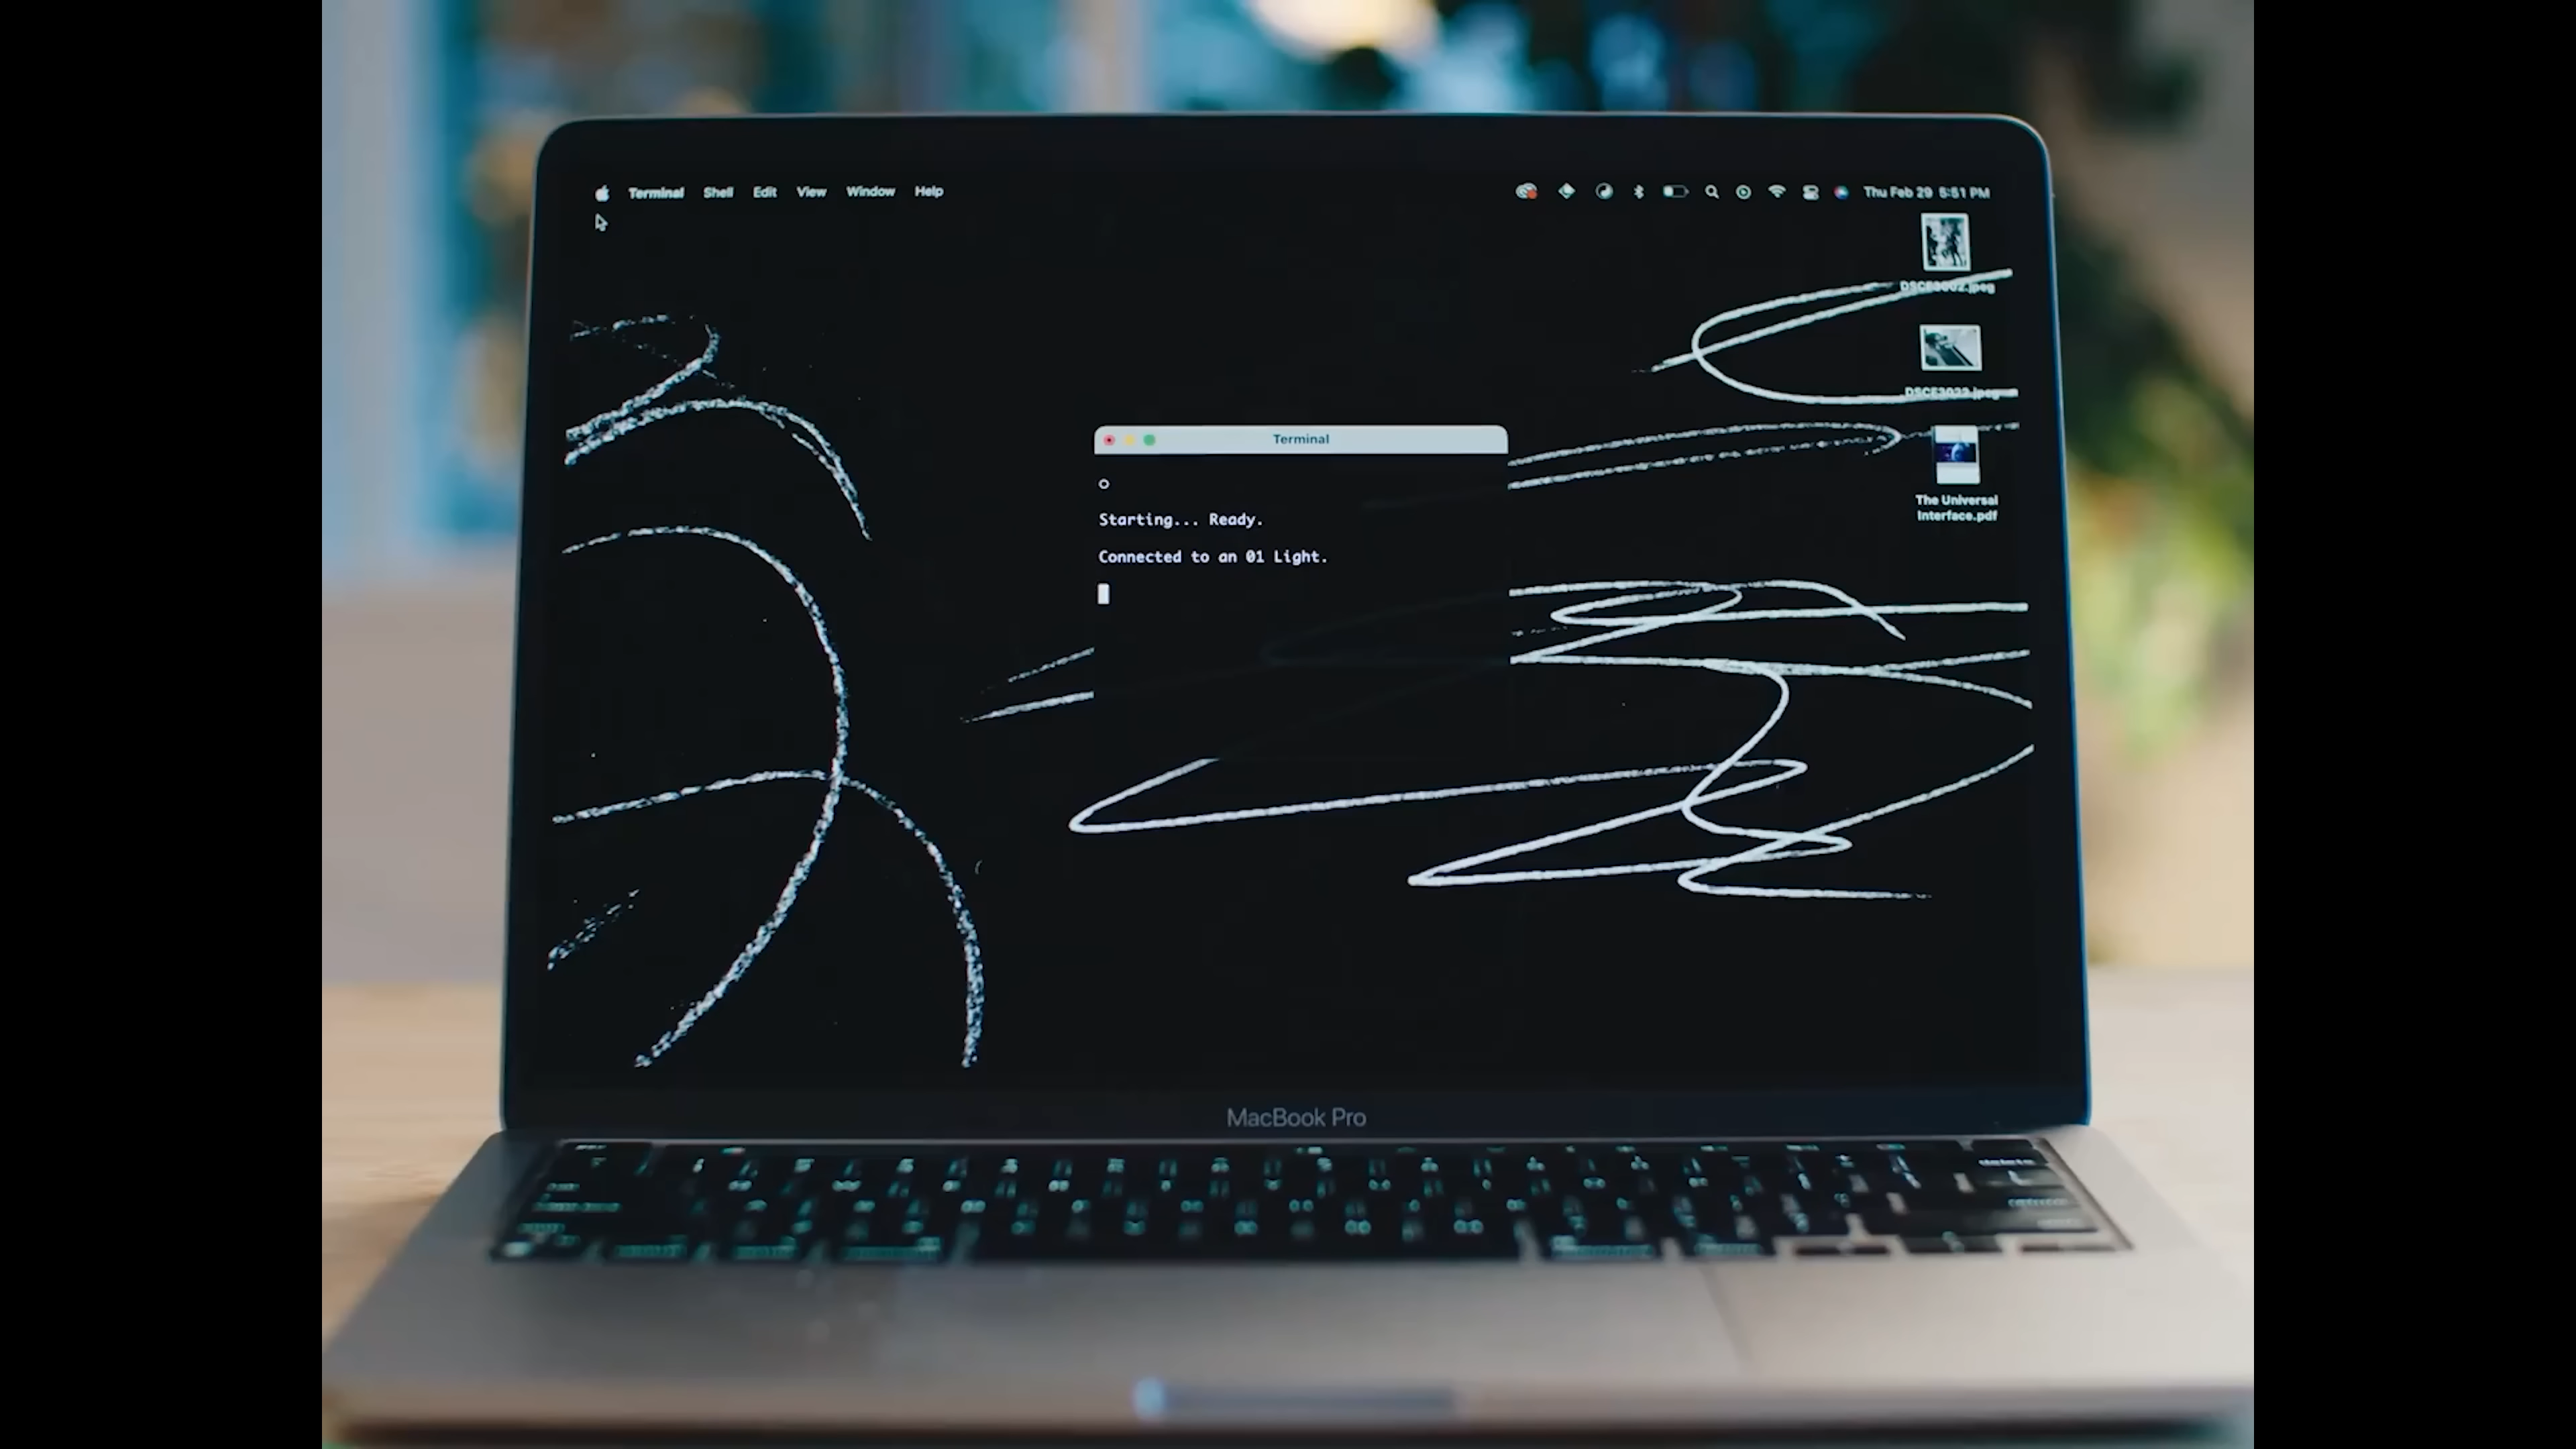 Terminal Shell Edit View Window Help
Thu Feb 29 5:51 PM
Terminal
Starting... Ready.
Connected to an 01 Light.
The Universal
Interface.pdf
MacBook Pro